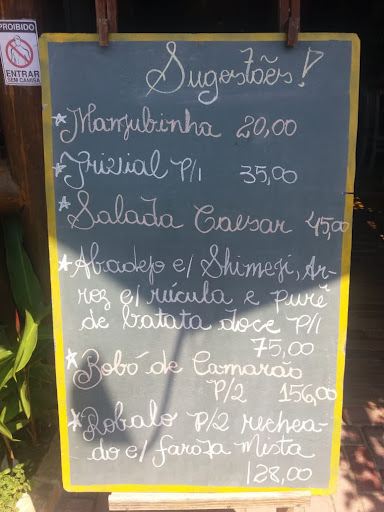 PROIBIDO
ENTRAR
SEM CAMISA
Sugestões!
Manjubinha 20,00
Trivial P/1 35,00
Salada Caesar 45,00
Abadejo c/ Shimeji, Ar-
roz c/ rúcula e purê
de batata doce P/1
75,00
Bobó de Camarão
P/2 156,00
Robalo P/2 rechea-
do c/ farofa Mista
128,00